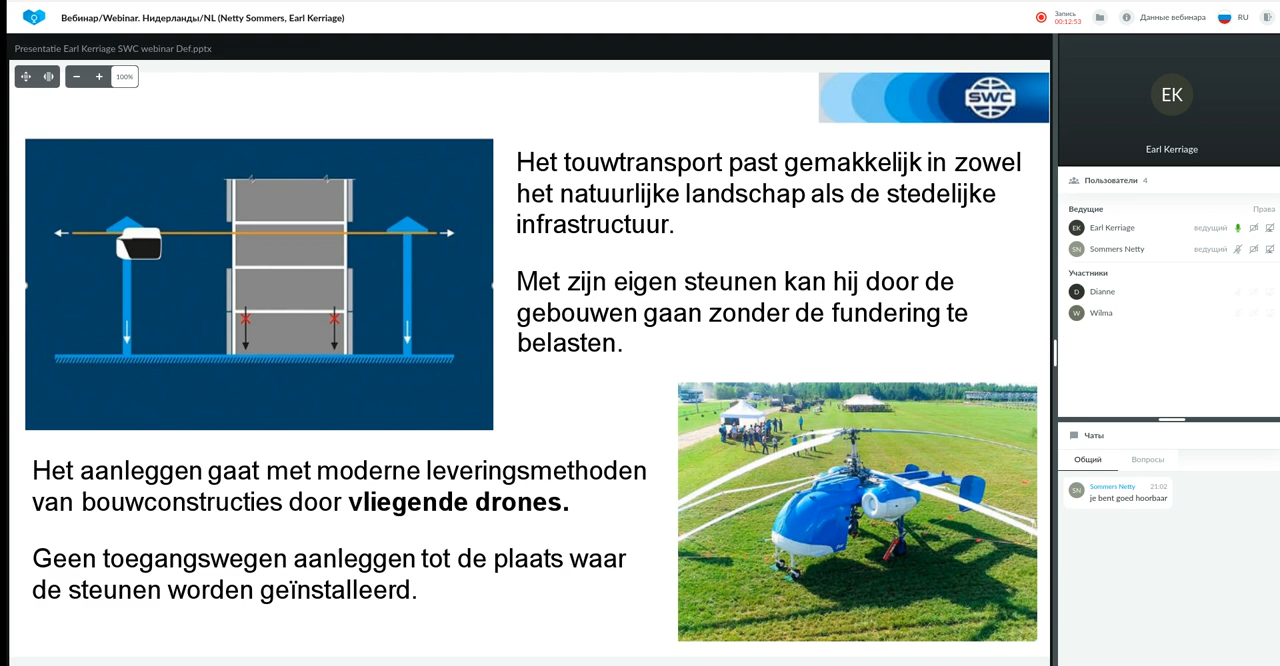 Вебинар/Webinar. Нидерланды/NL (Netty Sommers, Earl Kerriage)
Запись
00:12:53
Данные вебинара
RU
Presentatie Earl Kerriage SWC webinar Def.pptx
100%
SWC
Het touwtransport past gemakkelijk in zowel
het natuurlijke landschap als de stedelijke
infrastructuur.
Met zijn eigen steunen kan hij door de
gebouwen gaan zonder de fundering te
belasten.
Het aanleggen gaat met moderne leveringsmethoden
van bouwconstructies door vliegende drones.
Geen toegangswegen aanleggen tot de plaats waar
de steunen worden geïnstalleerd.
EK
Earl Kerriage
Пользователи 4
Ведущие
Права
EK Earl Kerriage ведущий
SN Sommers Netty ведущий
Участники
D Dianne
W Wilma
Чаты
Общий
Вопросы
SN Sommers Netty 21:02
je bent goed hoorbaar